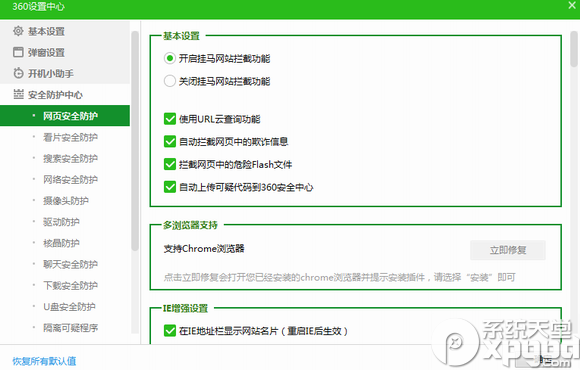 360设置中心
基本设置
弹窗设置
开机小助手
安全防护中心
网页安全防护
看片安全防护
搜索安全防护
网络安全防护
摄像头防护
驱动防护
核晶防护
聊天安全防护
下载安全防护
U盘安全防护
隔离可疑程序
恢复所有默认值
基本设置
开启挂马网站拦截功能
关闭挂马网站拦截功能
使用URL云查询功能
自动拦截网页中的欺诈信息
拦截网页中的危险Flash文件
自动上传可疑代码到360安全中心
多浏览器支持
支持Chrome浏览器
立即修复
点击立即修复会打开您已经安装的chrome浏览器并提示安装插件，请选择“安装”即可
IE增强设置
在IE地址栏显示网站名片（重启IE后生效）
系统天堂